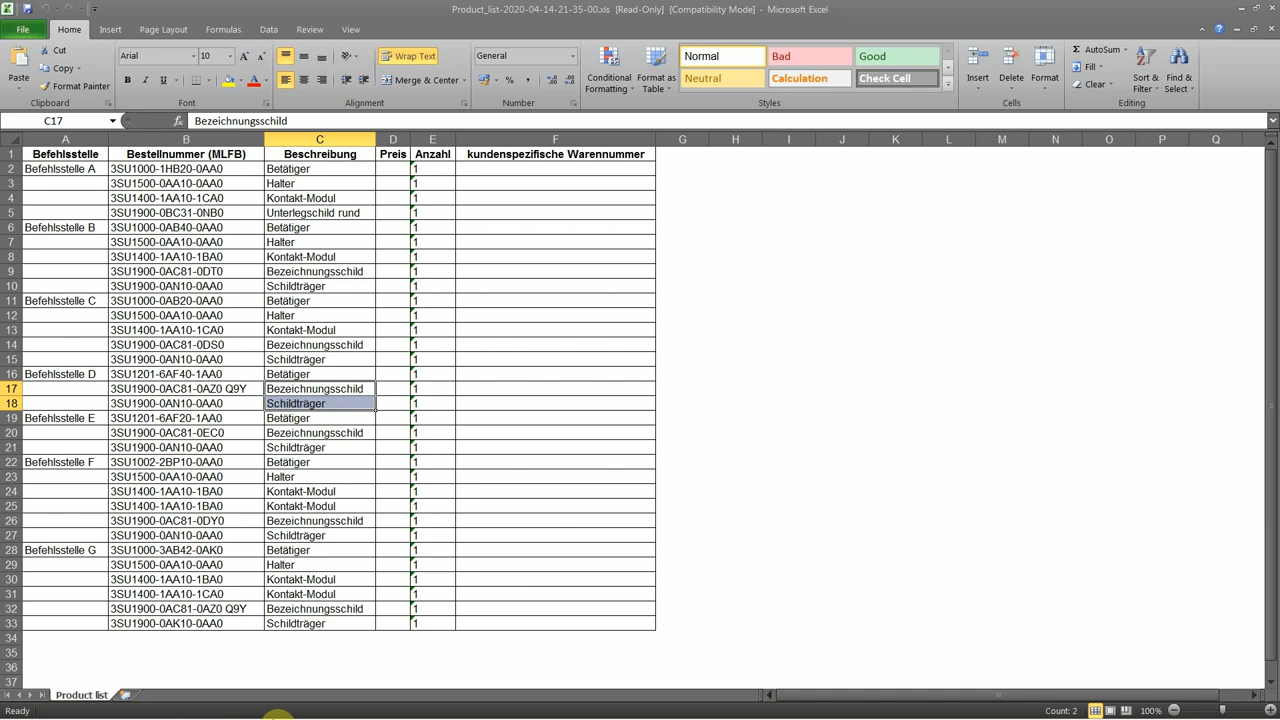 Product_list-2020-04-14-21-35-00.xls [Read-Only] [Compatibility Mode] - Microsoft Excel
File Home Insert Page Layout Formulas Data Review View
Cut
Copy
Format Painter
Paste
Clipboard
Arial 10
B I U
Font
Wrap Text
Merge & Center
Alignment
General
Number
Conditional Formatting
Format as Table
Normal Bad Good
Neutral Calculation Check Cell
Styles
Insert Delete Format
Cells
AutoSum
Fill
Clear
Sort & Filter
Find & Select
Editing
C17 fx Bezeichnungsschild
A B C D E F G H I J K L M N O P Q
1 Befehlsstelle Bestellnummer (MLFB) Beschreibung Preis Anzahl kundenspezifische Warennummer
2 Befehlsstelle A 3SU1000-1HB20-0AA0 Betätiger 1
3 3SU1500-0AA10-0AA0 Halter 1
4 3SU1400-1AA10-1CA0 Kontakt-Modul 1
5 3SU1900-0BC31-0NB0 Unterlegschild rund 1
6 Befehlsstelle B 3SU1000-0AB40-0AA0 Betätiger 1
7 3SU1500-0AA10-0AA0 Halter 1
8 3SU1400-1AA10-1BA0 Kontakt-Modul 1
9 3SU1900-0AC81-0DT0 Bezeichnungsschild 1
10 3SU1900-0AN10-0AA0 Schildträger 1
11 Befehlsstelle C 3SU1000-0AB20-0AA0 Betätiger 1
12 3SU1500-0AA10-0AA0 Halter 1
13 3SU1400-1AA10-1CA0 Kontakt-Modul 1
14 3SU1900-0AC81-0DS0 Bezeichnungsschild 1
15 3SU1900-0AN10-0AA0 Schildträger 1
16 Befehlsstelle D 3SU1201-6AF40-1AA0 Betätiger 1
17 3SU1900-0AC81-0AZ0 Q9Y Bezeichnungsschild 1
18 3SU1900-0AN10-0AA0 Schildträger 1
19 Befehlsstelle E 3SU1201-6AF20-1AA0 Betätiger 1
20 3SU1900-0AC81-0EC0 Bezeichnungsschild 1
21 3SU1900-0AN10-0AA0 Schildträger 1
22 Befehlsstelle F 3SU1002-2BP10-0AA0 Betätiger 1
23 3SU1500-0AA10-0AA0 Halter 1
24 3SU1400-1AA10-1BA0 Kontakt-Modul 1
25 3SU1400-1AA10-1BA0 Kontakt-Modul 1
26 3SU1900-0AC81-0DY0 Bezeichnungsschild 1
27 3SU1900-0AN10-0AA0 Schildträger 1
28 Befehlsstelle G 3SU1000-3AB42-0AK0 Betätiger 1
29 3SU1500-0AA10-0AA0 Halter 1
30 3SU1400-1AA10-1BA0 Kontakt-Modul 1
31 3SU1400-1AA10-1CA0 Kontakt-Modul 1
32 3SU1900-0AC81-0AZ0 Q9Y Bezeichnungsschild 1
33 3SU1900-0AK10-0AA0 Schildträger 1
34
35
36
37
Product list
Ready Count: 2 100%